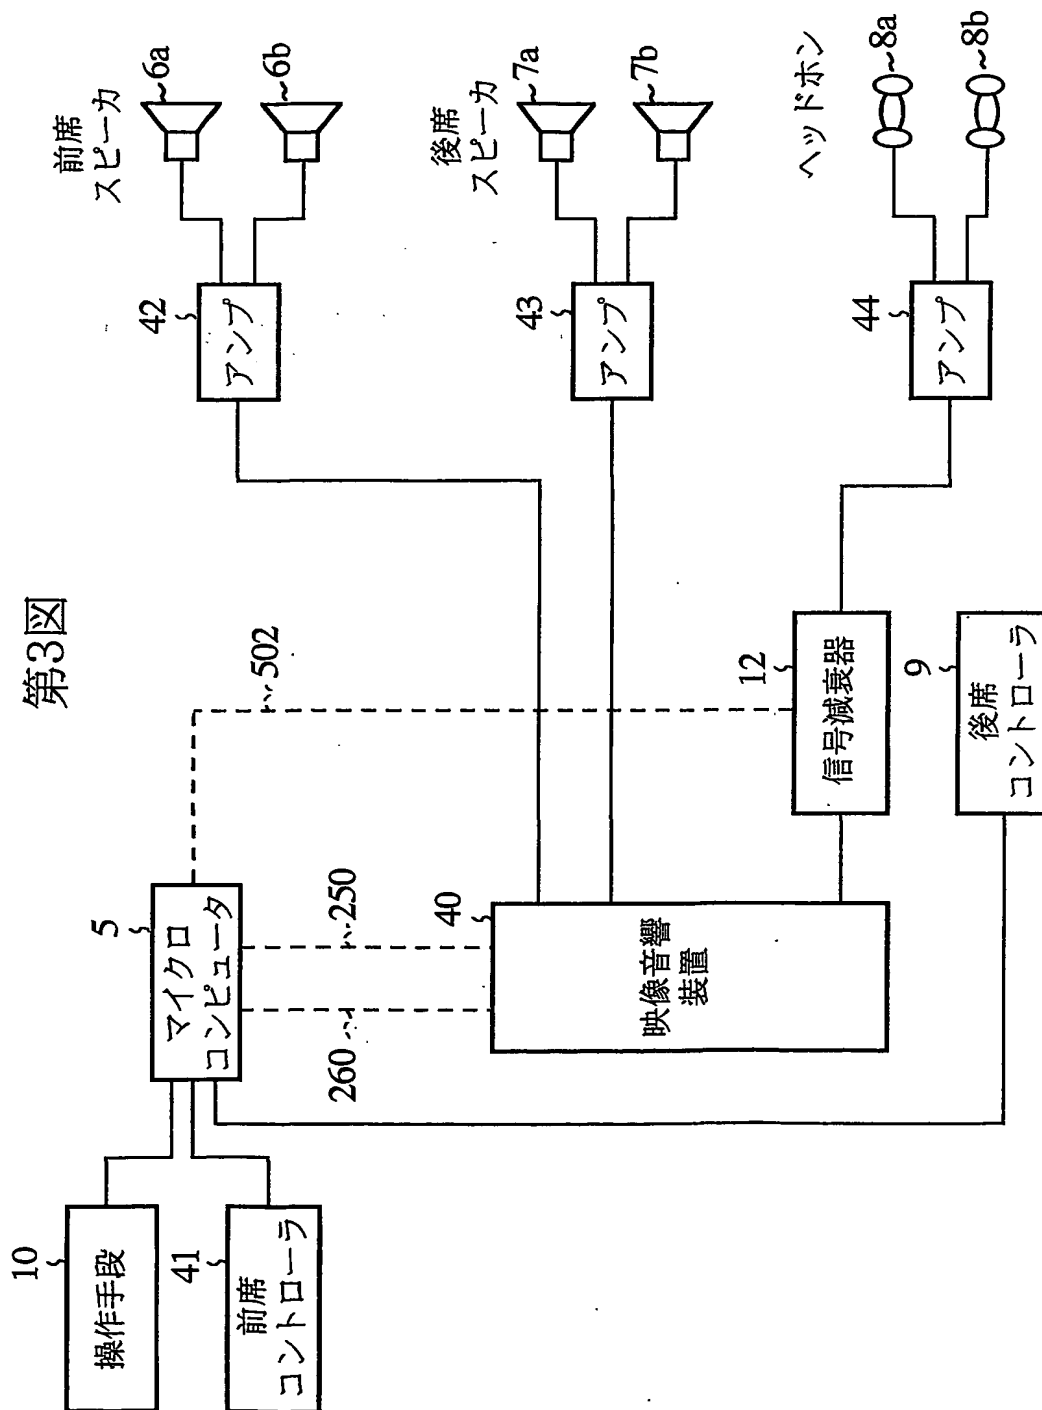 第3図
10
操作手段
41
前席
コントローラ
5
マイクロ
コンピュータ
260
250
502
40
映像音響
装置
12
信号減衰器
9
後席
コントローラ
42
アンプ
43
アンプ
44
アンプ
前席
スピーカ
6a
6b
後席
スピーカ
7a
7b
ヘッドホン
8a
8b